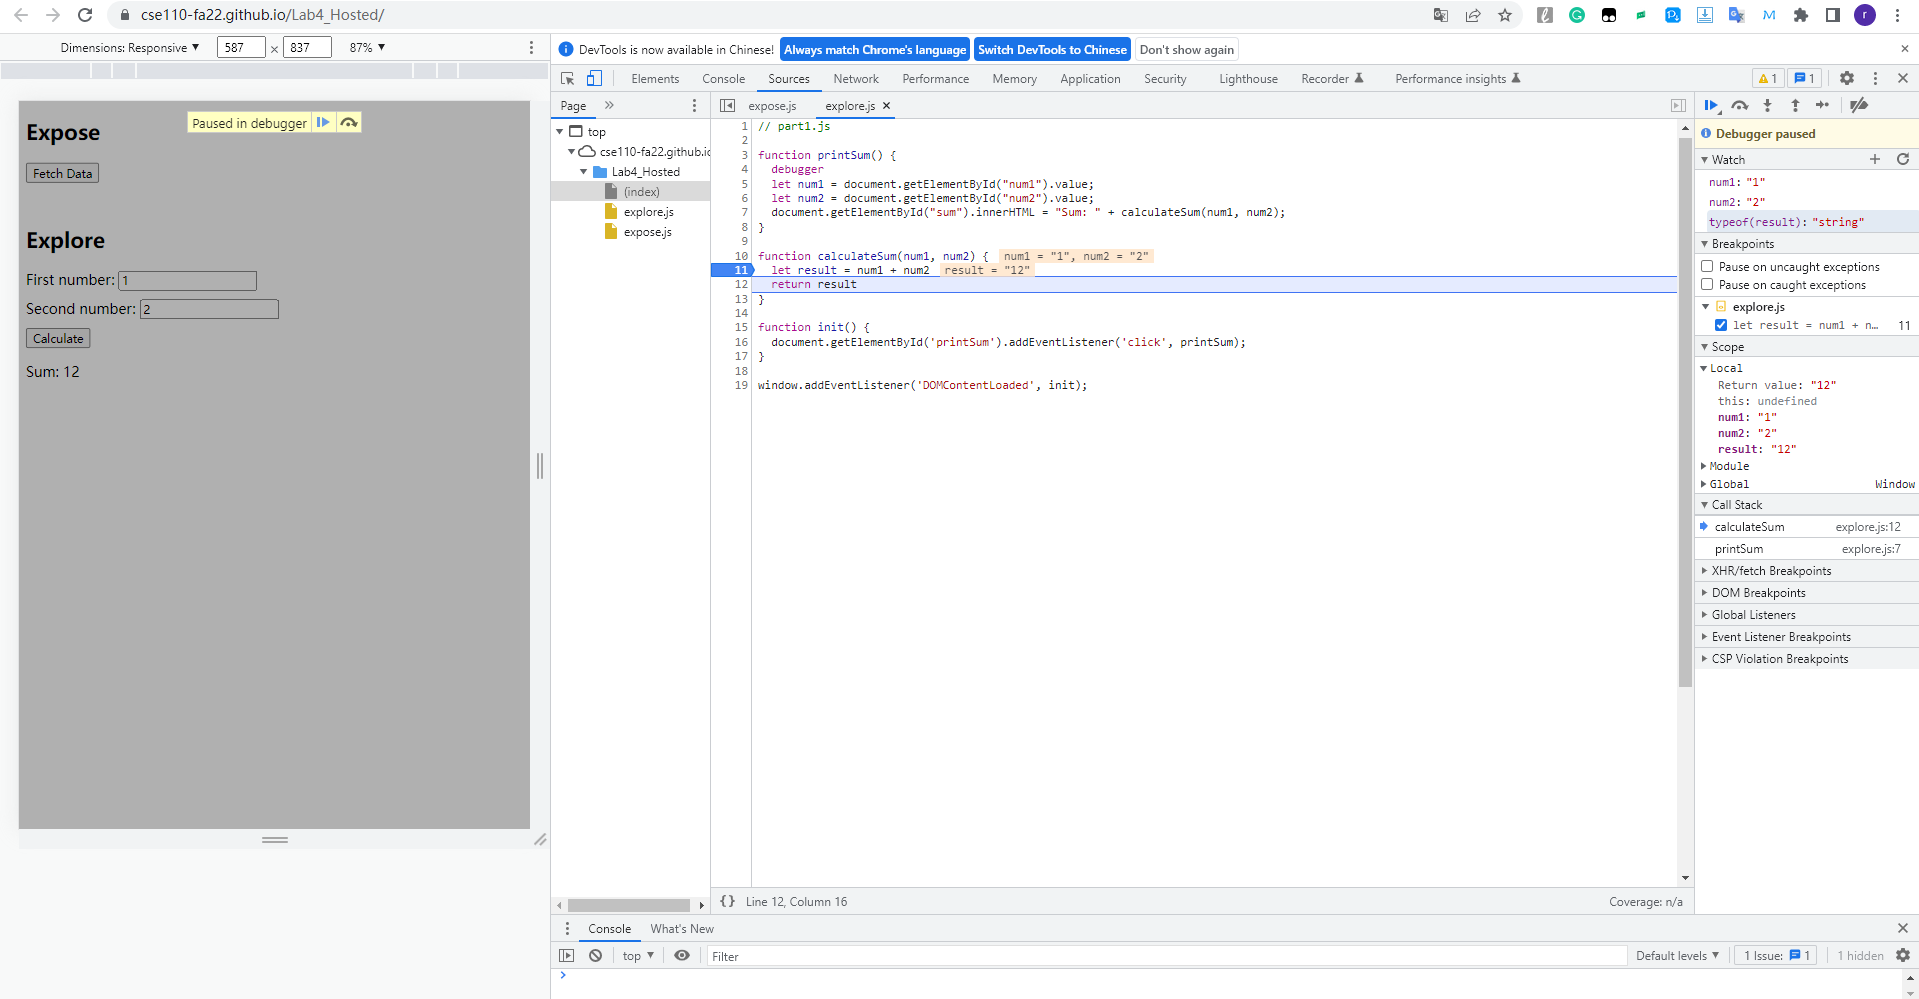 cse110-fa22.github.io/Lab4_Hosted/
r
Dimensions: Responsive ▼ 587 × 837 87% ▼
DevTools is now available in Chinese! Always match Chrome's language Switch DevTools to Chinese Don't show again
Elements Console Sources Network Performance Memory Application Security Lighthouse Recorder Performance insights 1 1
Page »
top
cse110-fa22.github.io
Lab4_Hosted
(index)
explore.js
expose.js
Expose
Paused in debugger
Fetch Data
Explore
First number: 1
Second number: 2
Calculate
Sum: 12
expose.js explore.js
1 // part1.js
2
3 function printSum() {
4 debugger
5 let num1 = document.getElementById("num1").value;
6 let num2 = document.getElementById("num2").value;
7 document.getElementById("sum").innerHTML = "Sum: " + calculateSum(num1, num2);
8 }
9
10 function calculateSum(num1, num2) { num1 = "1", num2 = "2"
11 let result = num1 + num2 result = "12"
12 return result
13 }
14
15 function init() {
16 document.getElementById('printSum').addEventListener('click', printSum);
17 }
18
19 window.addEventListener('DOMContentLoaded', init);
{} Line 12, Column 16 Coverage: n/a
Debugger paused
Watch
num1: "1"
num2: "2"
typeof(result): "string"
Breakpoints
Pause on uncaught exceptions
Pause on caught exceptions
explore.js
let result = num1 + n… 11
Scope
Local
Return value: "12"
this: undefined
num1: "1"
num2: "2"
result: "12"
Module
Global Window
Call Stack
calculateSum explore.js:12
printSum explore.js:7
XHR/fetch Breakpoints
DOM Breakpoints
Global Listeners
Event Listener Breakpoints
CSP Violation Breakpoints
Console What's New
top ▼ Filter Default levels ▼ 1 Issue: 1 1 hidden